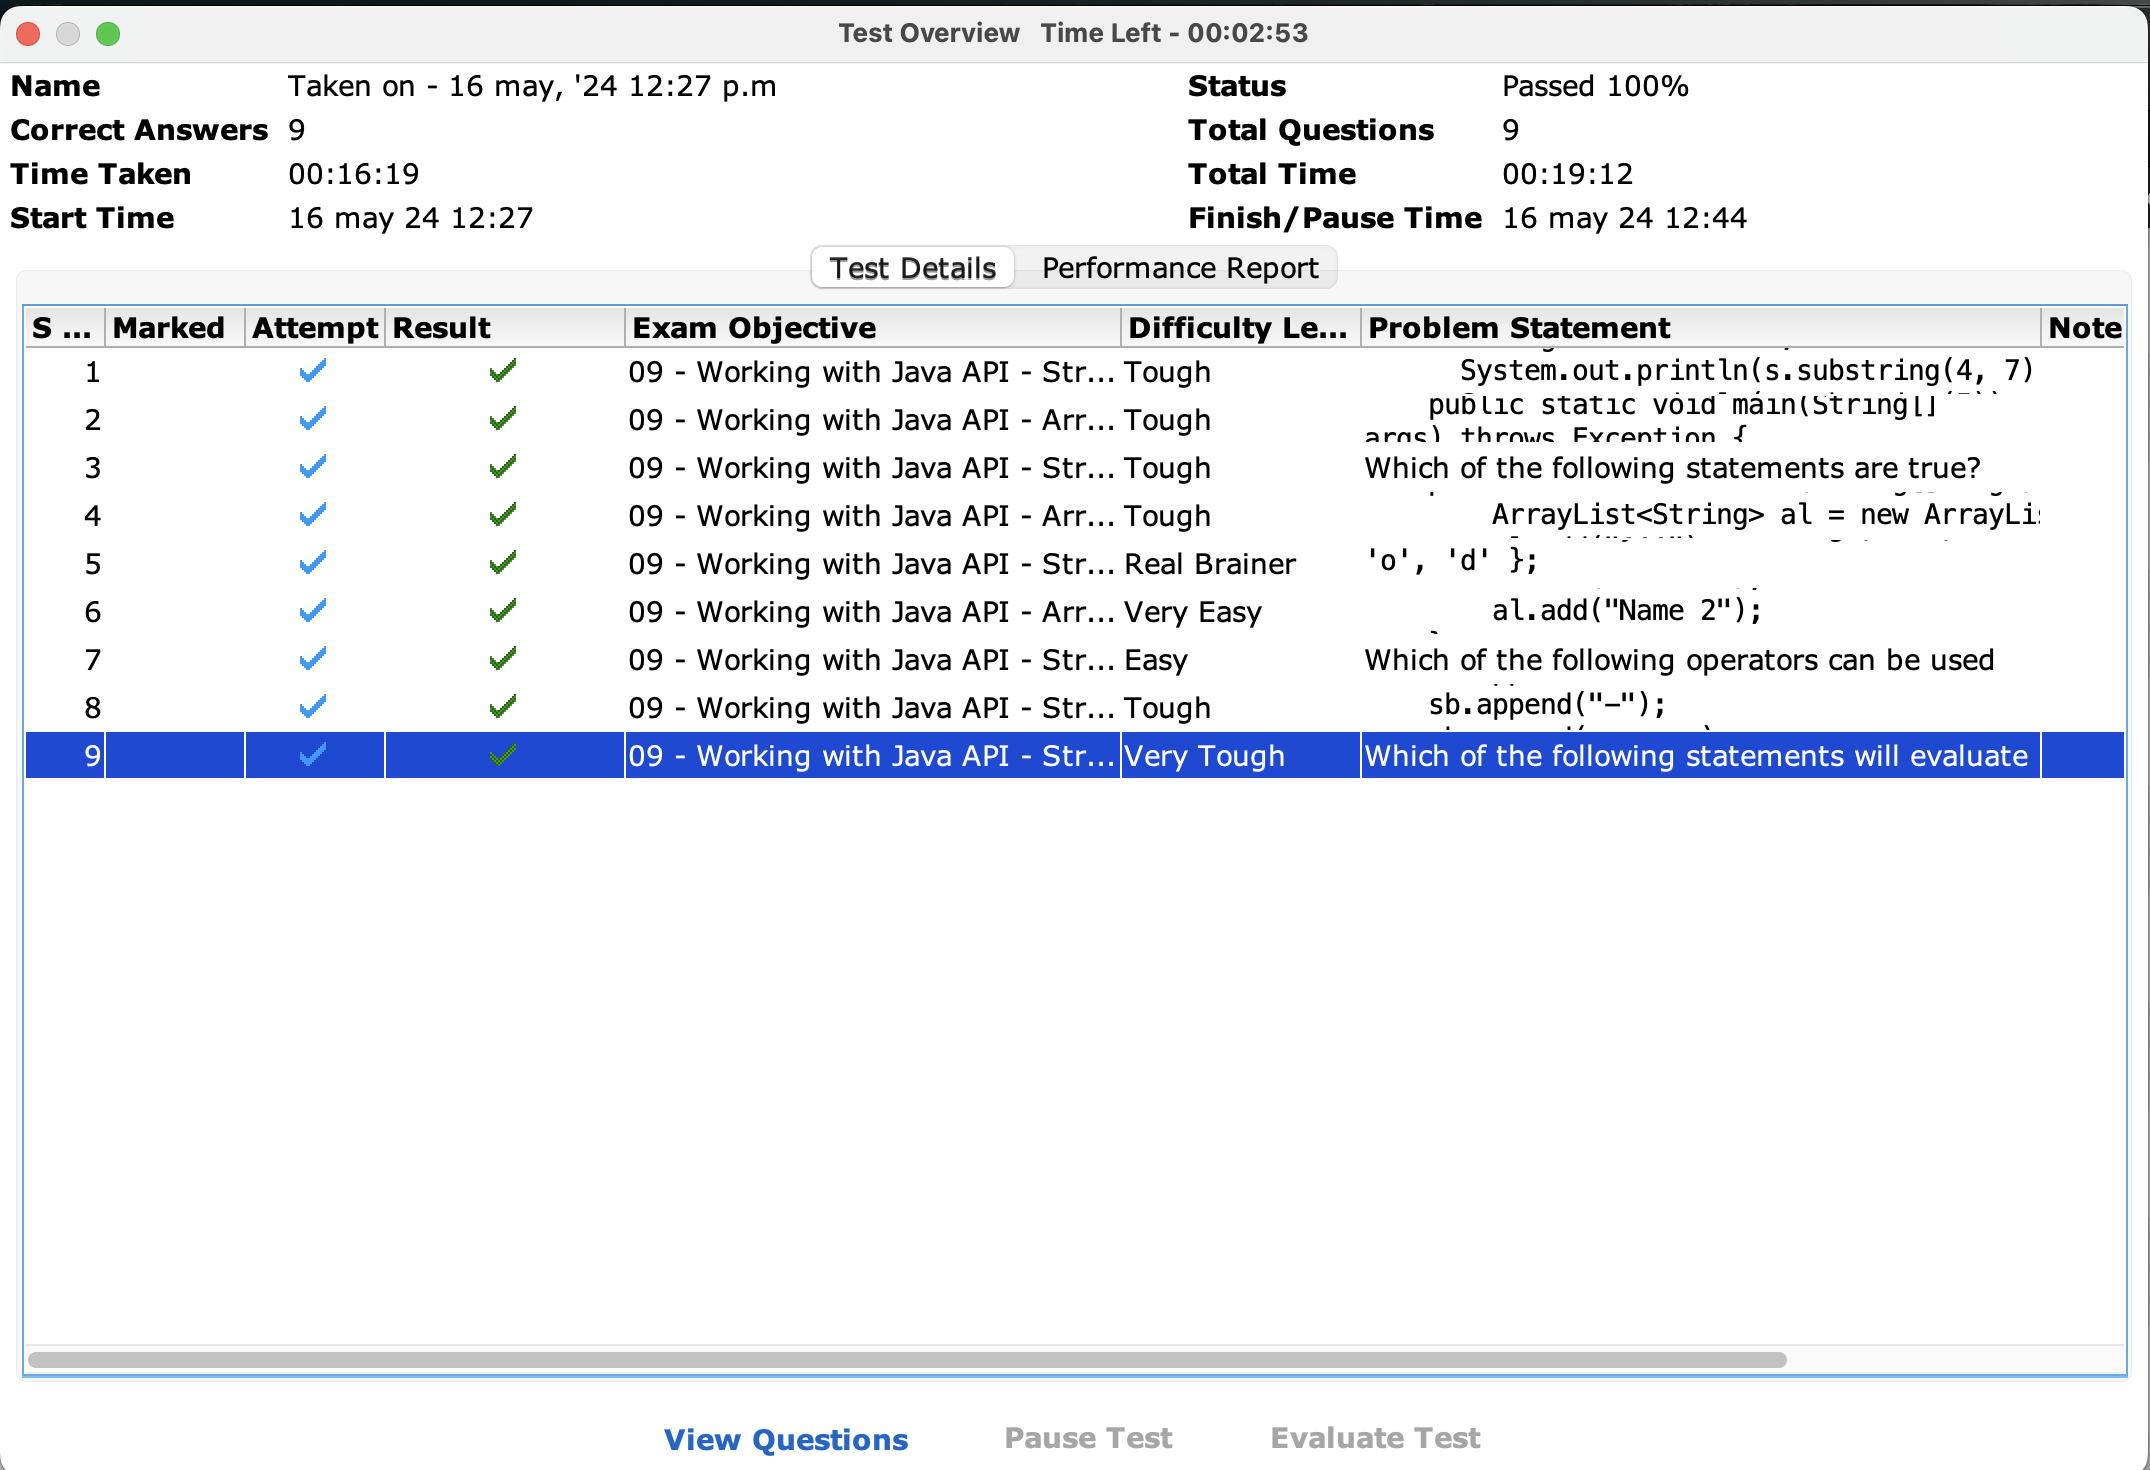 Test Overview Time Left - 00:02:53
Name Taken on - 16 may, '24 12:27 p.m Status Passed 100%
Correct Answers 9 Total Questions 9
Time Taken 00:16:19 Total Time 00:19:12
Start Time 16 may 24 12:27 Finish/Pause Time 16 may 24 12:44
Test Details Performance Report
S ... Marked Attempt Result Exam Objective Difficulty Le... Problem Statement Note
1 09 - Working with Java API - Str... Tough System.out.println(s.substring(4, 7)
2 09 - Working with Java API - Arr... Tough public static void main(String[]
args) throws Exception {
3 09 - Working with Java API - Str... Tough Which of the following statements are true?
4 09 - Working with Java API - Arr... Tough ArrayList<String> al = new ArrayLis
5 09 - Working with Java API - Str... Real Brainer 'o', 'd' };
6 09 - Working with Java API - Arr... Very Easy al.add("Name 2");
7 09 - Working with Java API - Str... Easy Which of the following operators can be used
8 09 - Working with Java API - Str... Tough sb.append("-");
9 09 - Working with Java API - Str... Very Tough Which of the following statements will evaluate
View Questions Pause Test Evaluate Test